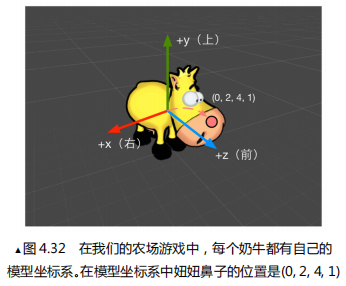 +y（上）
(0, 2, 4, 1)
+x（右）
+z（前）
▲图4.32 在我们的农场游戏中，每个奶牛都有自己的
模型坐标系。在模型坐标系中妞妞鼻子的位置是(0, 2, 4, 1)